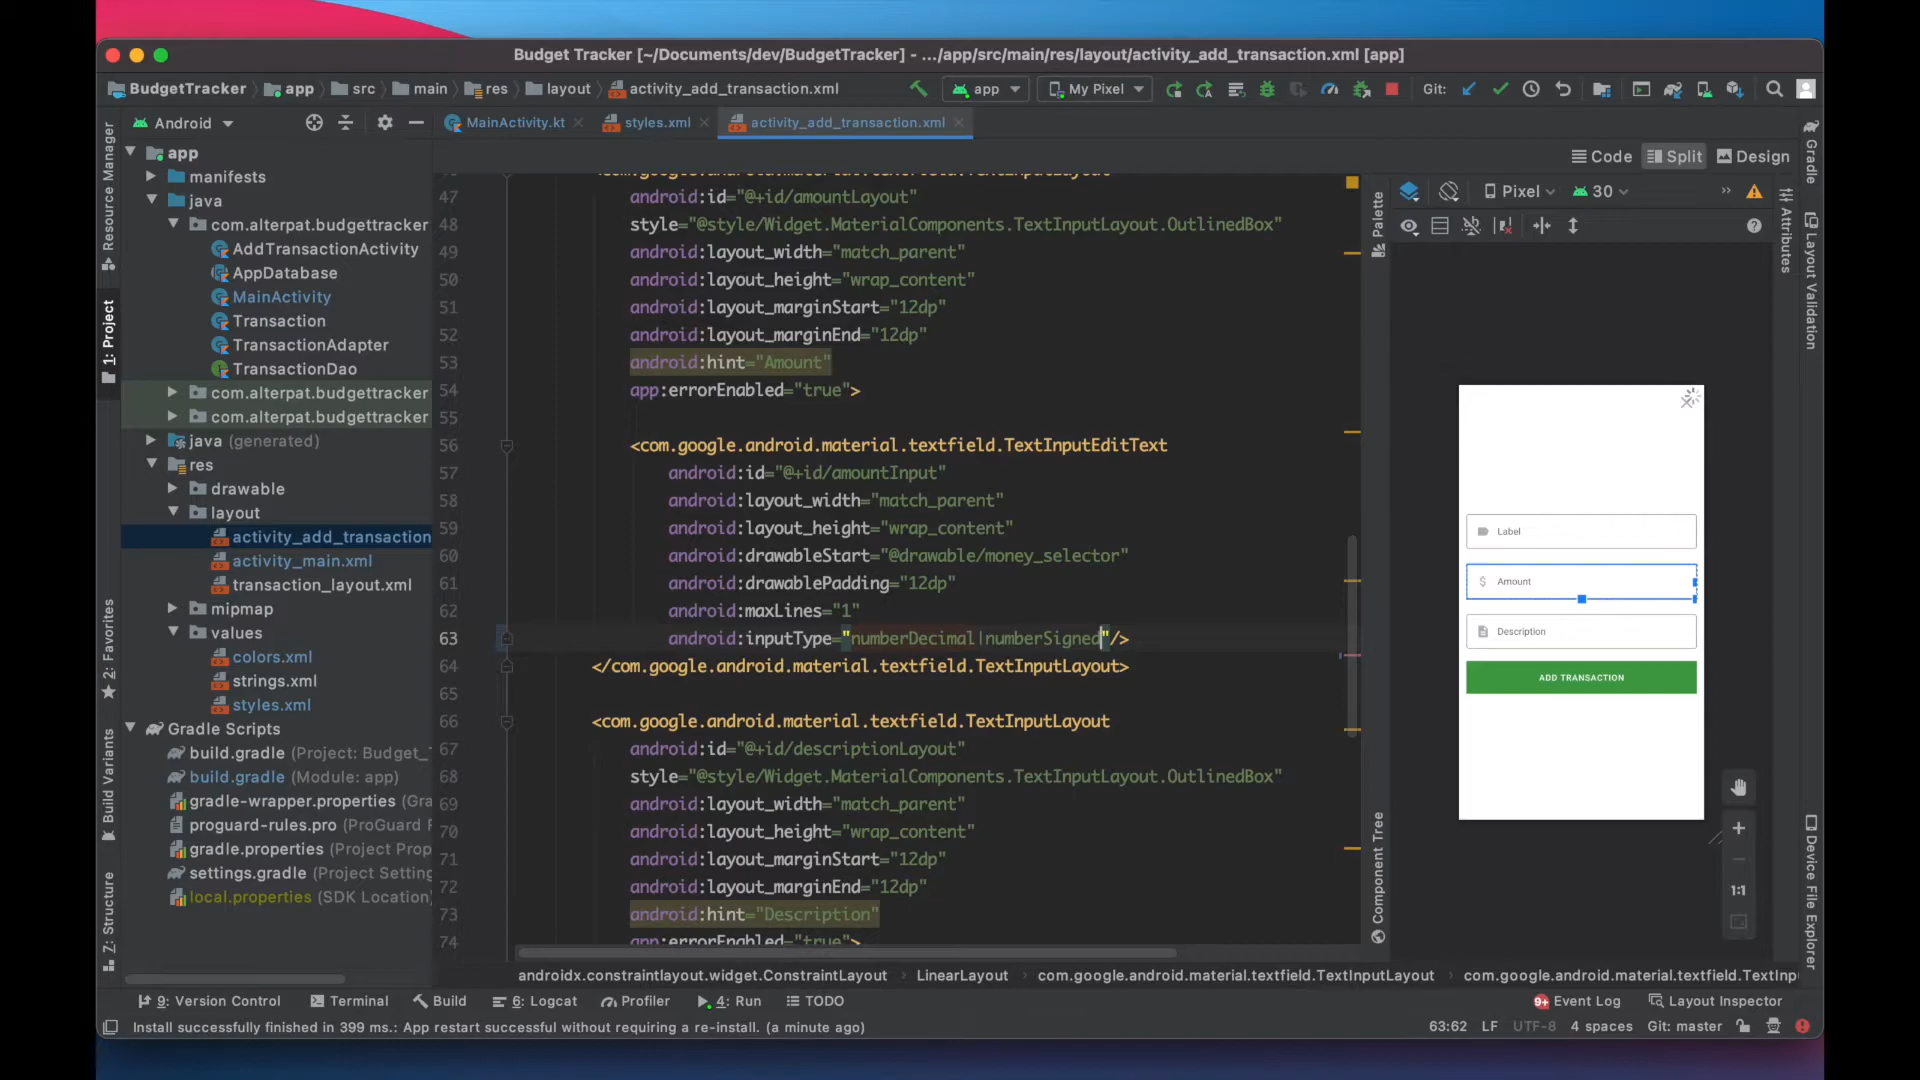 Budget Tracker [~/Documents/dev/BudgetTracker] - .../app/src/main/res/layout/activity_add_transaction.xml [app]
BudgetTracker app src main res layout activity_add_transaction.xml app My Pixel Git:
Android MainActivity.kt styles.xml activity_add_transaction.xml
Code Split Design
Pixel 30
Resource Manager
1: Project
2: Favorites
Build Variants
Z: Structure
app
manifests
java
com.alterpat.budgettracker
AddTransactionActivity
AppDatabase
MainActivity
Transaction
TransactionAdapter
TransactionDao
com.alterpat.budgettracker
com.alterpat.budgettracker
java (generated)
res
drawable
layout
activity_add_transaction
activity_main.xml
transaction_layout.xml
mipmap
values
colors.xml
strings.xml
styles.xml
Gradle Scripts
build.gradle (Project: Budget_
build.gradle (Module: app)
gradle-wrapper.properties (Gra
proguard-rules.pro (ProGuard
gradle.properties (Project Prop
settings.gradle (Project Setting
local.properties (SDK Location)
47 android:id="@+id/amountLayout"
48 style="@style/Widget.MaterialComponents.TextInputLayout.OutlinedBox"
49 android:layout_width="match_parent"
50 android:layout_height="wrap_content"
51 android:layout_marginStart="12dp"
52 android:layout_marginEnd="12dp"
53 android:hint="Amount"
54 app:errorEnabled="true">
55
56 <com.google.android.material.textfield.TextInputEditText
57 android:id="@+id/amountInput"
58 android:layout_width="match_parent"
59 android:layout_height="wrap_content"
60 android:drawableStart="@drawable/money_selector"
61 android:drawablePadding="12dp"
62 android:maxLines="1"
63 android:inputType="numberDecimal|numberSigned"/>
64 </com.google.android.material.textfield.TextInputLayout>
65
66 <com.google.android.material.textfield.TextInputLayout
67 android:id="@+id/descriptionLayout"
68 style="@style/Widget.MaterialComponents.TextInputLayout.OutlinedBox"
69 android:layout_width="match_parent"
70 android:layout_height="wrap_content"
71 android:layout_marginStart="12dp"
72 android:layout_marginEnd="12dp"
73 android:hint="Description"
74 app:errorEnabled="true">
Palette
Component Tree
Label
$ Amount
Description
ADD TRANSACTION
1:1
Attributes
Gradle
Layout Validation
Device File Explorer
androidx.constraintlayout.widget.ConstraintLayout LinearLayout com.google.android.material.textfield.TextInputLayout com.google.android.material.textfield.TextInp
9: Version Control Terminal Build 6: Logcat Profiler 4: Run TODO 9+ Event Log Layout Inspector
Install successfully finished in 399 ms.: App restart successful without requiring a re-install. (a minute ago) 63:62 LF UTF-8 4 spaces Git: master